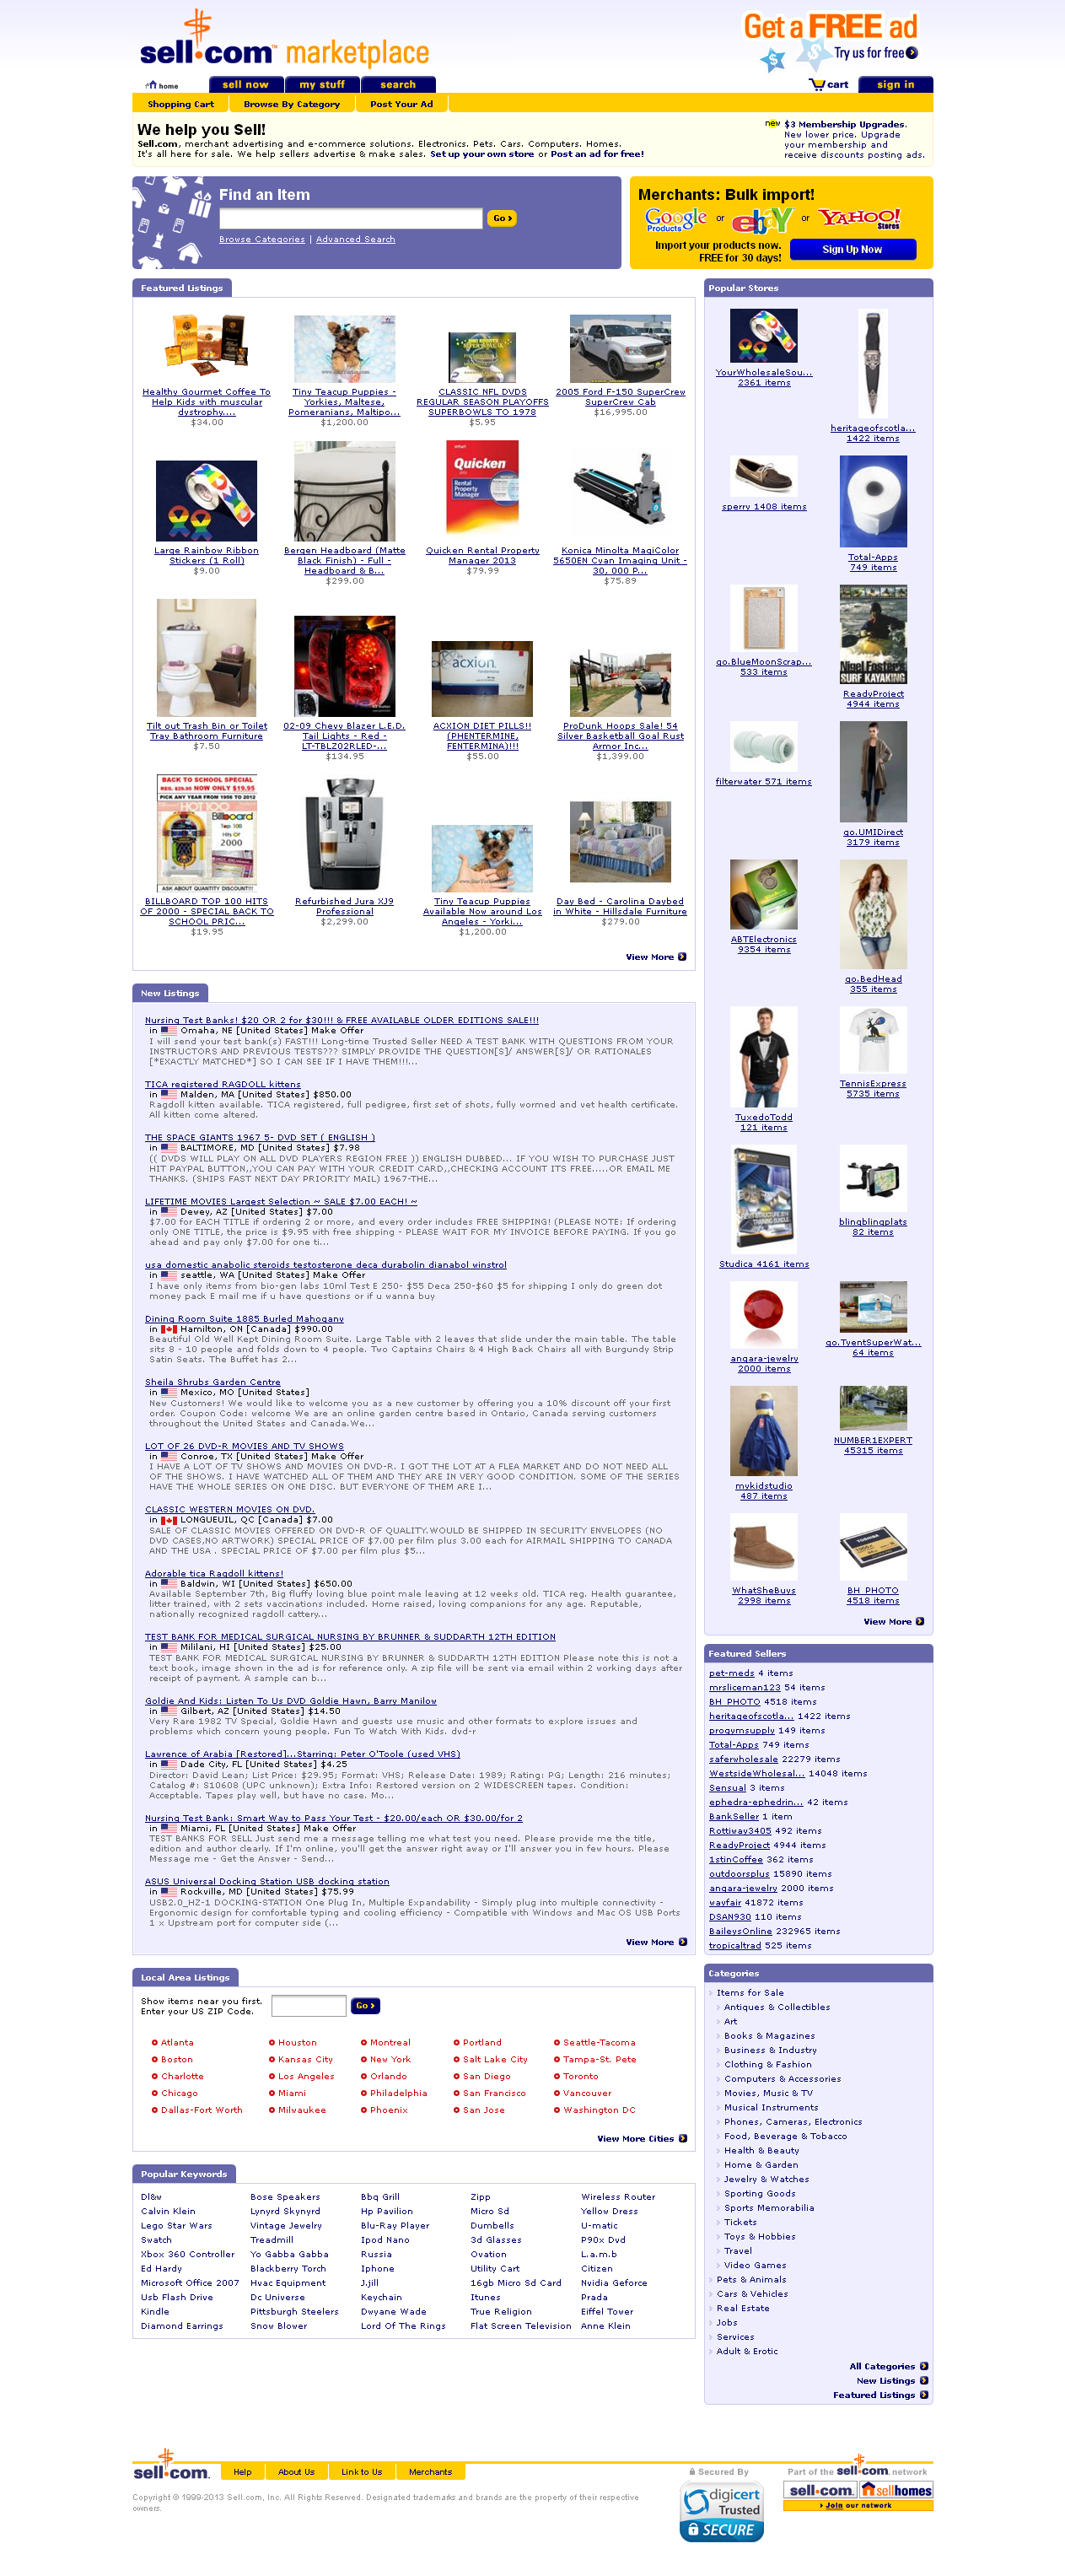 sell.com™ marketplace
Get a FREE ad
Try us for free
home
sell now
my stuff
search
cart
sign in
Shopping Cart
Browse By Category
Post Your Ad
We help you Sell!
Sell.com, merchant advertising and e-commerce solutions. Electronics. Pets. Cars. Computers. Homes.
It's all here for sale. We help sellers advertise & make sales. Set up your own store or Post an ad for free!
new $3 Membership Upgrades.
New lower price. Upgrade
your membership and
receive discounts posting ads.
Find an Item
Go
Browse Categories | Advanced Search
Merchants: Bulk import!
Google Products or ebY or YAHOO! Stores
Import your products now.
FREE for 30 days!
Sign Up Now
Featured Listings
Healthy Gourmet Coffee To
Help Kids with muscular
dystrophy....
$34.00
Tiny Teacup Puppies -
Yorkies, Maltese,
Pomeranians, Maltipo...
$1,200.00
CLASSIC NFL DVDS
REGULAR SEASON PLAYOFFS
SUPERBOWLS TO 1978
$5.95
2005 Ford F-150 SuperCrew
SuperCrew Cab
$16,995.00
Large Rainbow Ribbon
Stickers (1 Roll)
$9.00
Bergen Headboard (Matte
Black Finish) - Full -
Headboard & B...
$299.00
Quicken
Rental Property
Manager
Quicken Rental Property
Manager 2013
$79.99
Konica Minolta MagiColor
5650EN Cyan Imaging Unit -
30, 000 P...
$75.89
Tilt out Trash Bin or Toilet
Tray Bathroom Furniture
$7.50
02-09 Chevy Blazer L.E.D.
Tail Lights - Red -
LT-TBLZ02RLED-...
$134.95
acxion
ACXION DIET PILLS!!
(PHENTERMINE,
FENTERMINA)!!!
$55.00
ProDunk Hoops Sale! 54
Silver Basketball Goal Rust
Armor Inc...
$1,399.00
BACK TO SCHOOL SPECIAL
REG. $29.95 NOW ONLY $19.95
PICK ANY YEAR FROM 1955 TO 2012
HOT 100
Billboard
Top 100
Hits Of
2000
ASK ABOUT QUANTITY DISCOUNT!!!
BILLBOARD TOP 100 HITS
OF 2000 - SPECIAL BACK TO
SCHOOL PRIC...
$19.95
Refurbished Jura XJ9
Professional
$2,299.00
Tiny Teacup Puppies
Available Now around Los
Angeles - Yorki...
$1,200.00
Day Bed - Carolina Daybed
in White - Hillsdale Furniture
$279.00
View More
New Listings
Nursing Test Banks! $20 OR 2 for $30!!! & FREE AVAILABLE OLDER EDITIONS SALE!!!
in Omaha, NE [United States] Make Offer
I will send your test bank(s) FAST!!! Long-time Trusted Seller NEED A TEST BANK WITH QUESTIONS FROM YOUR
INSTRUCTORS AND PREVIOUS TESTS??? SIMPLY PROVIDE THE QUESTION[S]/ ANSWER[S]/ OR RATIONALES
[*EXACTLY MATCHED*] SO I CAN SEE IF I HAVE THEM!!!...
TICA registered RAGDOLL kittens
in Malden, MA [United States] $850.00
Ragdoll kitten available. TICA registered, full pedigree, first set of shots, fully wormed and vet health certificate.
All kitten come altered.
THE SPACE GIANTS 1967 5- DVD SET ( ENGLISH )
in BALTIMORE, MD [United States] $7.98
(( DVDS WILL PLAY ON ALL DVD PLAYERS REGION FREE )) ENGLISH DUBBED... IF YOU WISH TO PURCHASE JUST
HIT PAYPAL BUTTON,,YOU CAN PAY WITH YOUR CREDIT CARD,,CHECKING ACCOUNT ITS FREE.....OR EMAIL ME
THANKS. (SHIPS FAST NEXT DAY PRIORITY MAIL) 1967-THE...
LIFETIME MOVIES Largest Selection ~ SALE $7.00 EACH! ~
in Dewey, AZ [United States] $7.00
$7.00 for EACH TITLE if ordering 2 or more, and every order includes FREE SHIPPING! (PLEASE NOTE: If ordering
only ONE TITLE, the price is $9.95 with free shipping - PLEASE WAIT FOR MY INVOICE BEFORE PAYING. If you go
ahead and pay only $7.00 for one ti...
usa domestic anabolic steroids testosterone deca durabolin dianabol winstrol
in seattle, WA [United States] Make Offer
I have only items from bio-gen labs 10ml Test E 250- $55 Deca 250-$60 $5 for shipping I only do green dot
money pack E mail me if u have questions or if u wanna buy
Dining Room Suite 1885 Burled Mahogany
in Hamilton, ON [Canada] $990.00
Beautiful Old Well Kept Dining Room Suite. Large Table with 2 leaves that slide under the main table. The table
sits 8 - 10 people and folds down to 4 people. Two Captains Chairs & 4 High Back Chairs all with Burgundy Strip
Satin Seats. The Buffet has 2...
Sheila Shrubs Garden Centre
in Mexico, MO [United States]
New Customers! We would like to welcome you as a new customer by offering you a 10% discount off your first
order. Coupon Code: welcome We are an online garden centre based in Ontario, Canada serving customers
throughout the United States and Canada.We...
LOT OF 26 DVD-R MOVIES AND TV SHOWS
in Conroe, TX [United States] Make Offer
I HAVE A LOT OF TV SHOWS AND MOVIES ON DVD-R. I GOT THE LOT AT A FLEA MARKET AND DO NOT NEED ALL
OF THE SHOWS. I HAVE WATCHED ALL OF THEM AND THEY ARE IN VERY GOOD CONDITION. SOME OF THE SERIES
HAVE THE WHOLE SERIES ON ONE DISC. BUT EVERYONE OF THEM ARE I...
CLASSIC WESTERN MOVIES ON DVD.
in LONGUEUIL, QC [Canada] $7.00
SALE OF CLASSIC MOVIES OFFERED ON DVD-R OF QUALITY.WOULD BE SHIPPED IN SECURITY ENVELOPES (NO
DVD CASES,NO ARTWORK) SPECIAL PRICE OF $7.00 per film plus 3.00 each for AIRMAIL SHIPPING TO CANADA
AND THE USA . SPECIAL PRICE OF $7.00 per film plus $5...
Adorable tica Ragdoll kittens!
in Baldwin, WI [United States] $650.00
Available September 7th, Big fluffy loving blue point male leaving at 12 weeks old. TICA reg. Health guarantee,
litter trained, with 2 sets vaccinations included. Home raised, loving companions for any age. Reputable,
nationally recognized ragdoll cattery...
TEST BANK FOR MEDICAL SURGICAL NURSING BY BRUNNER & SUDDARTH 12TH EDITION
in Mililani, HI [United States] $25.00
TEST BANK FOR MEDICAL SURGICAL NURSING BY BRUNNER & SUDDARTH 12TH EDITION Please note this is not a
text book, image shown in the ad is for reference only. A zip file will be sent via email within 2 working days after
receipt of payment. A sample can b...
Goldie And Kids: Listen To Us DVD Goldie Hawn, Barry Manilow
in Gilbert, AZ [United States] $14.50
Very Rare 1982 TV Special, Goldie Hawn and guests use music and other formats to explore issues and
problems which concern young people. Fun To Watch With Kids. dv-r
Lawrence of Arabia [Restored]...Starring: Peter O'Toole (used VHS)
in Dade City, FL [United States] $4.25
Director: David Lean; List Price: $29.95; Format: VHS; Release Date: 1989; Rating: PG; Length: 216 minutes;
Catalog #: S10608 (UPC unknown); Extra Info: Restored version on 2 WIDESCREEN tapes. Condition:
Acceptable. Tapes play well, but have no case. Mo...
Nursing Test Bank: Smart Way to Pass Your Test - $20.00/each OR $30.00/for 2
in Miami, FL [United States] Make Offer
TEST BANKS FOR SELL Just send me a message telling me what test you need. Please provide me the title,
edition and author clearly. If I'm online, you'll get the answer right away or I'll answer you in few hours. Please
Message me - Get the Answer - Send...
ASUS Universal Docking Station USB docking station
in Rockville, MD [United States] $75.99
USB2.0_HZ-1 DOCKING-STATION One Plug In, Multiple Expandability - Simply plug into multiple connectivity -
Ergonomic design for comfortable typing and cooling efficiency - Compatible with Windows and Mac OS USB Ports
1 x Upstream port for computer side (...
View More
Local Area Listings
Show items near you first.
Enter your US ZIP Code.
Go
Atlanta
Houston
Montreal
Portland
Seattle-Tacoma
Boston
Kansas City
New York
Salt Lake City
Tampa-St. Pete
Charlotte
Los Angeles
Orlando
San Diego
Toronto
Chicago
Miami
Philadelphia
San Francisco
Vancouver
Dallas-Fort Worth
Milwaukee
Phoenix
San Jose
Washington DC
View More Cities
Popular Keywords
Dl&w
Bose Speakers
Bbq Grill
Zipp
Wireless Router
Calvin Klein
Lynyrd Skynyrd
Hp Pavilion
Micro Sd
Yellow Dress
Lego Star Wars
Vintage Jewelry
Blu-Ray Player
Dumbells
U-matic
Swatch
Treadmill
Ipod Nano
3d Glasses
P90x Dvd
Xbox 360 Controller
Yo Gabba Gabba
Russia
Ovation
L.a.m.b
Ed Hardy
Blackberry Torch
Iphone
Utility Cart
Citizen
Microsoft Office 2007
Hvac Equipment
J.jill
16gb Micro Sd Card
Nvidia Geforce
Usb Flash Drive
Dc Universe
Keychain
Itunes
Prada
Kindle
Pittsburgh Steelers
Dwyane Wade
True Religion
Eiffel Tower
Diamond Earrings
Snow Blower
Lord Of The Rings
Flat Screen Television
Anne Klein
Popular Stores
YourWholesaleSou...
2361 items
heritageofscotla...
1422 items
sperry 1408 items
Total-Apps
749 items
go.BlueMoonScrap...
533 items
Nigel Foster's
SURF KAYAKING
ReadyProject
4944 items
filterwater 571 items
go.UMIDirect
3179 items
ABTElectronics
9354 items
go.BedHead
355 items
TuxedoTodd
121 items
TennisExpress
5735 items
Studica 4161 items
blingblingplats
82 items
angara-jewelry
2000 items
go.TyentSuperWat...
64 items
mykidstudio
487 items
NUMBER1EXPERT
45315 items
WhatSheBuys
2998 items
TOSHIBA
BH_PHOTO
4518 items
View More
Featured Sellers
pet-meds 4 items
mrsliceman123 54 items
BH_PHOTO 4518 items
heritageofscotla... 1422 items
progymsupply 149 items
Total-Apps 749 items
saferwholesale 22279 items
WestsideWholesal... 14048 items
Sensual 3 items
ephedra-ephedrin... 42 items
BankSeller 1 item
Rottiway3405 492 items
ReadyProject 4944 items
1stinCoffee 362 items
outdoorsplus 15890 items
angara-jewelry 2000 items
wayfair 41872 items
DSAN930 110 items
BaileysOnline 232965 items
tropicaltrad 525 items
Categories
Items for Sale
Antiques & Collectibles
Art
Books & Magazines
Business & Industry
Clothing & Fashion
Computers & Accessories
Movies, Music & TV
Musical Instruments
Phones, Cameras, Electronics
Food, Beverage & Tobacco
Health & Beauty
Home & Garden
Jewelry & Watches
Sporting Goods
Sports Memorabilia
Tickets
Toys & Hobbies
Travel
Video Games
Pets & Animals
Cars & Vehicles
Real Estate
Jobs
Services
Adult & Erotic
All Categories
New Listings
Featured Listings
sell.com.
Help
About Us
Link to Us
Merchants
Copyright © 1999-2013 Sell.com, Inc. All Rights Reserved. Designated trademarks and brands are the property of their respective
owners.
Secured By
digicert
Trusted
SECURE
Part of the sell.com. network
sell.com.
sellhomes
Join our network